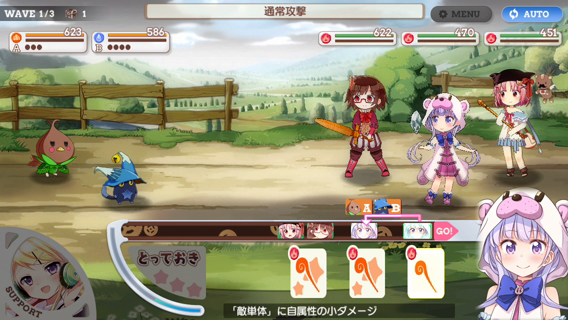 WAVE 1/3
1
通常攻撃
MENU
AUTO
623
A
586
B
622
470
451
A
B
GO!
とっておき
SUPPORT
「敵単体」に自属性の小ダメージ